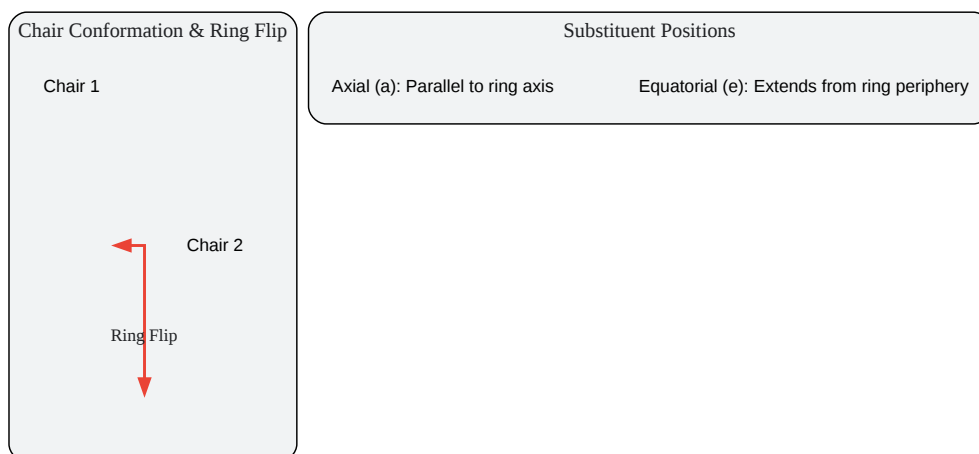 Chair Conformation & Ring Flip
Chair 1
Chair 2
Ring Flip
Substituent Positions
Axial (a): Parallel to ring axis
Equatorial (e): Extends from ring periphery